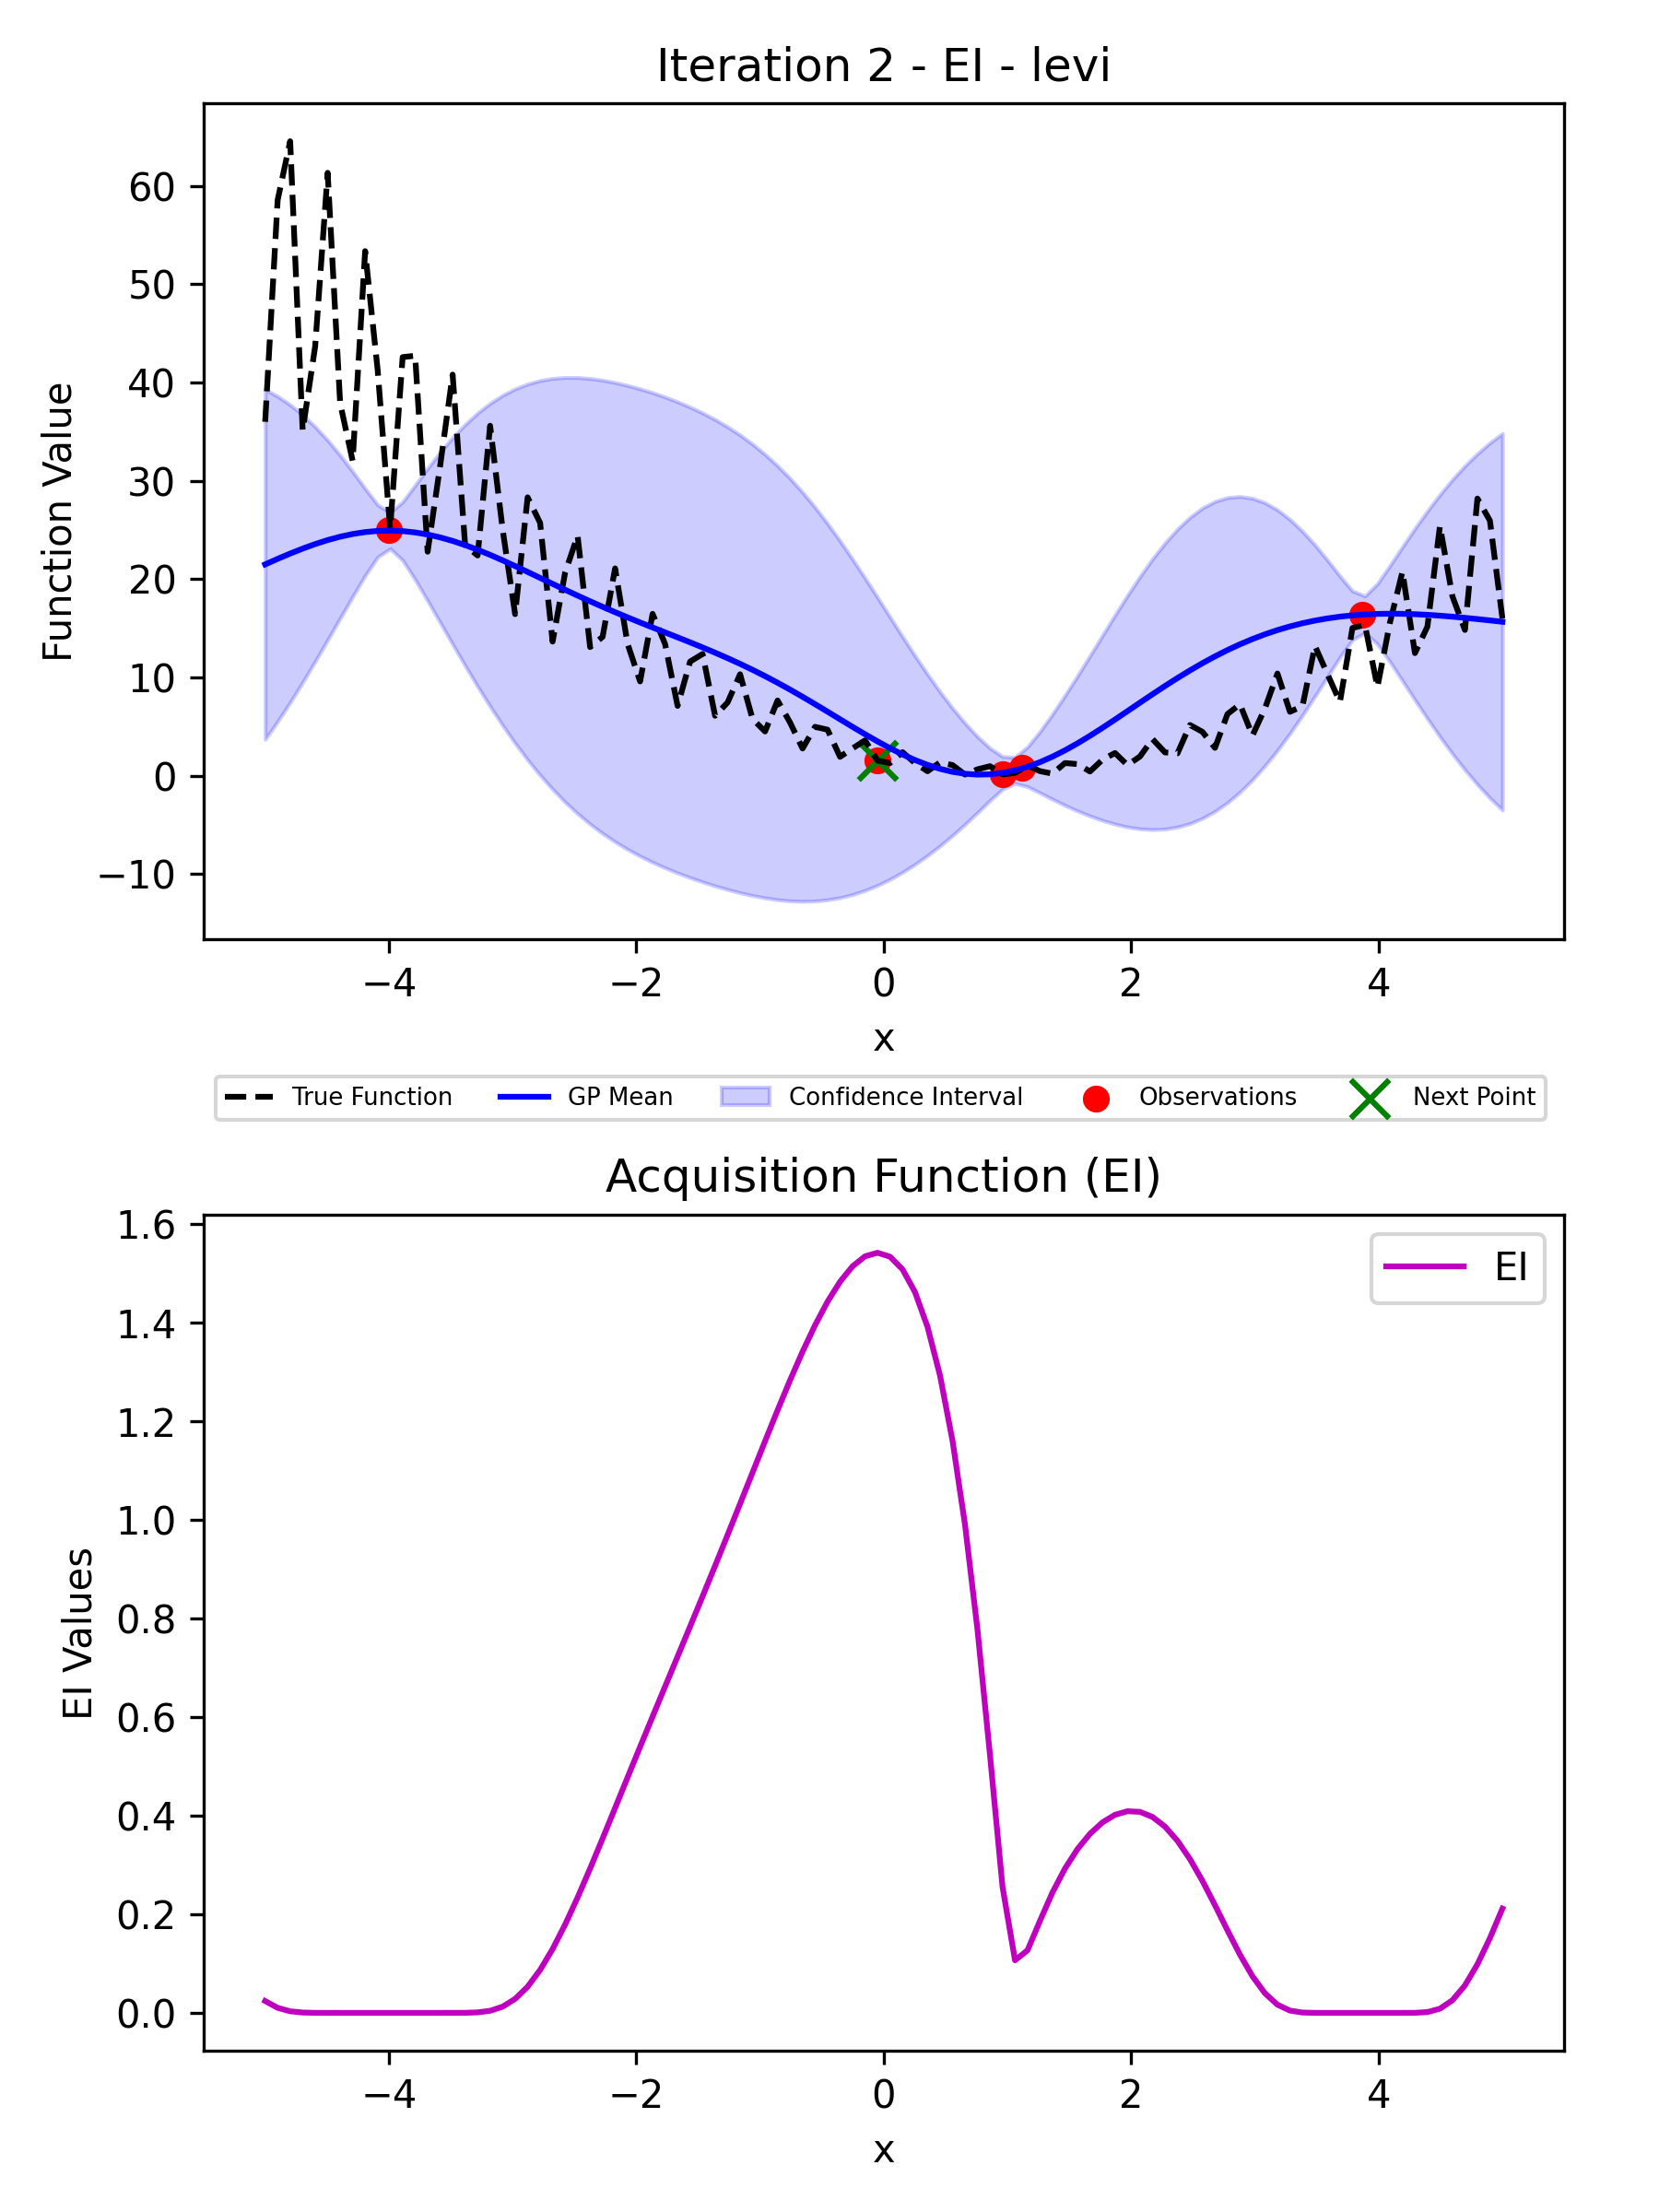 Iteration 2 - EI - levi
Function Value
60
50
40
30
20
10
0
−10
−4 −2 0 2 4
x
True Function GP Mean Confidence Interval Observations Next Point
Acquisition Function (EI)
EI Values
1.6
1.4
1.2
1.0
0.8
0.6
0.4
0.2
0.0
EI
−4 −2 0 2 4
x